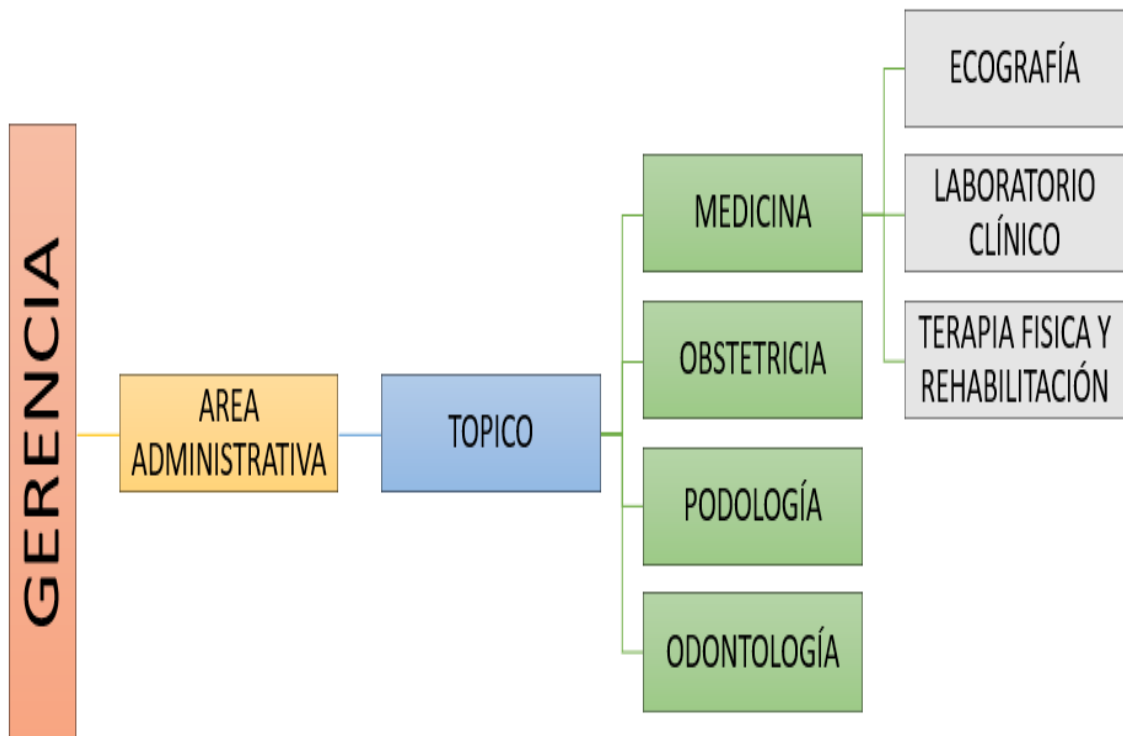 GERENCIA
AREA
ADMINISTRATIVA
TOPICO
MEDICINA
OBSTETRICIA
PODOLOGÍA
ODONTOLOGÍA
ECOGRAFÍA
LABORATORIO
CLÍNICO
TERAPIA FISICA Y
REHABILITACIÓN